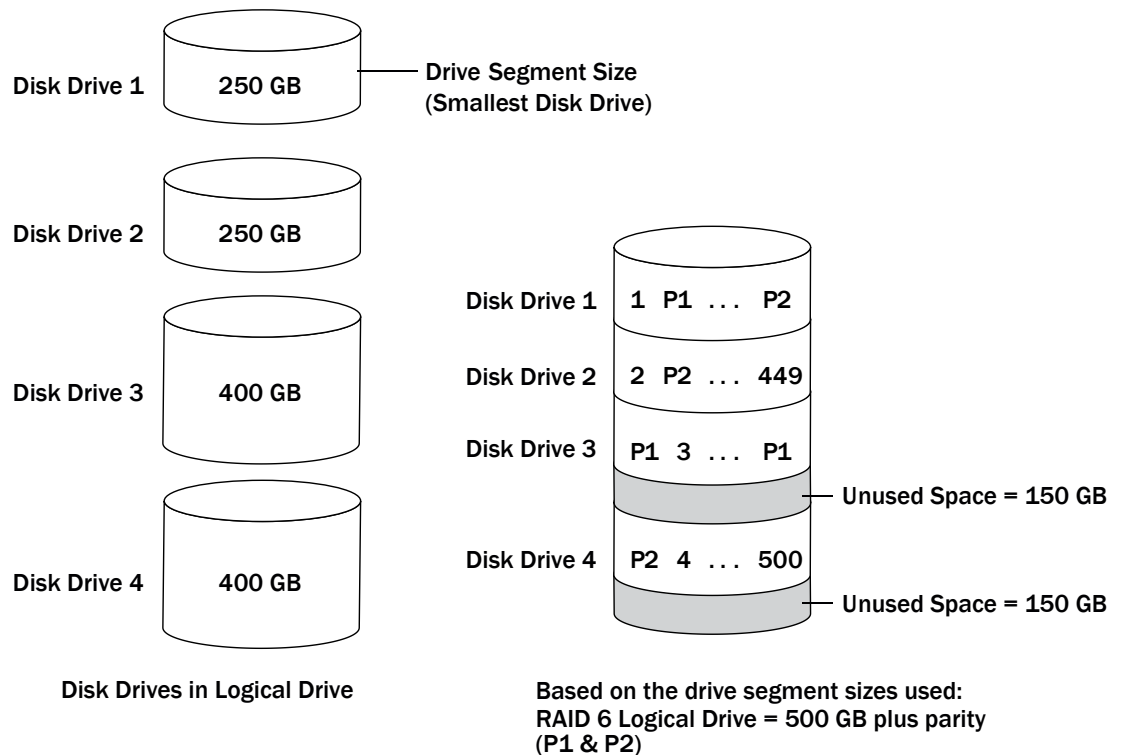 Disk Drive 1
250 GB
Drive Segment Size
(Smallest Disk Drive)
Disk Drive 2
250 GB
Disk Drive 3
400 GB
Disk Drive 4
400 GB
Disk Drives in Logical Drive
Disk Drive 1
1 P1 ... P2
Disk Drive 2
2 P2 ... 449
Disk Drive 3
P1 3 ... P1
Unused Space = 150 GB
Disk Drive 4
P2 4 ... 500
Unused Space = 150 GB
Based on the drive segment sizes used:
RAID 6 Logical Drive = 500 GB plus parity
(P1 & P2)